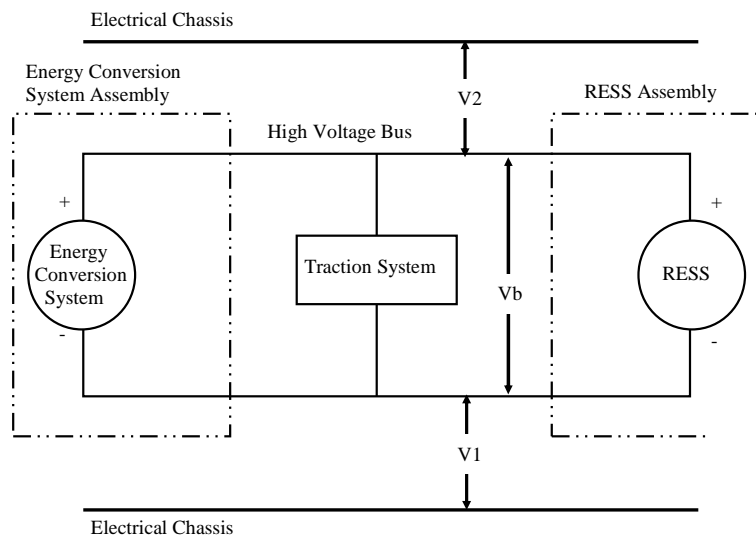 Electrical Chassis
Energy Conversion
System Assembly
V2
RESS Assembly
High Voltage Bus
+
+
Energy
Conversion
System
Traction System
Vb
RESS
-
-
V1
Electrical Chassis